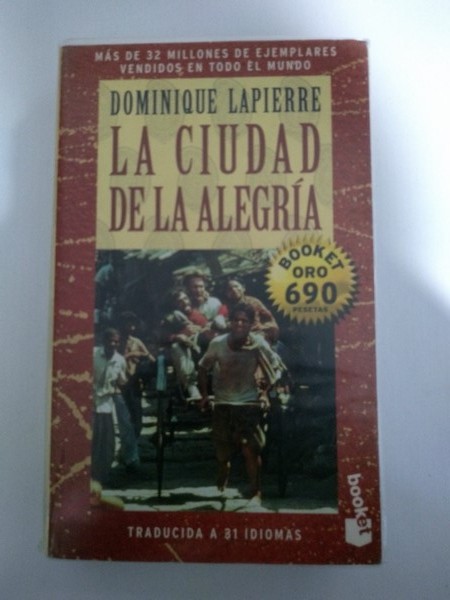 MÁS DE 32 MILLONES DE EJEMPLARES
VENDIDOS EN TODO EL MUNDO
DOMINIQUE LAPIERRE
LA CIUDAD
DE LA ALEGRÍA
BOOKET
ORO
690
PESETAS
booket
TRADUCIDA A 31 IDIOMAS